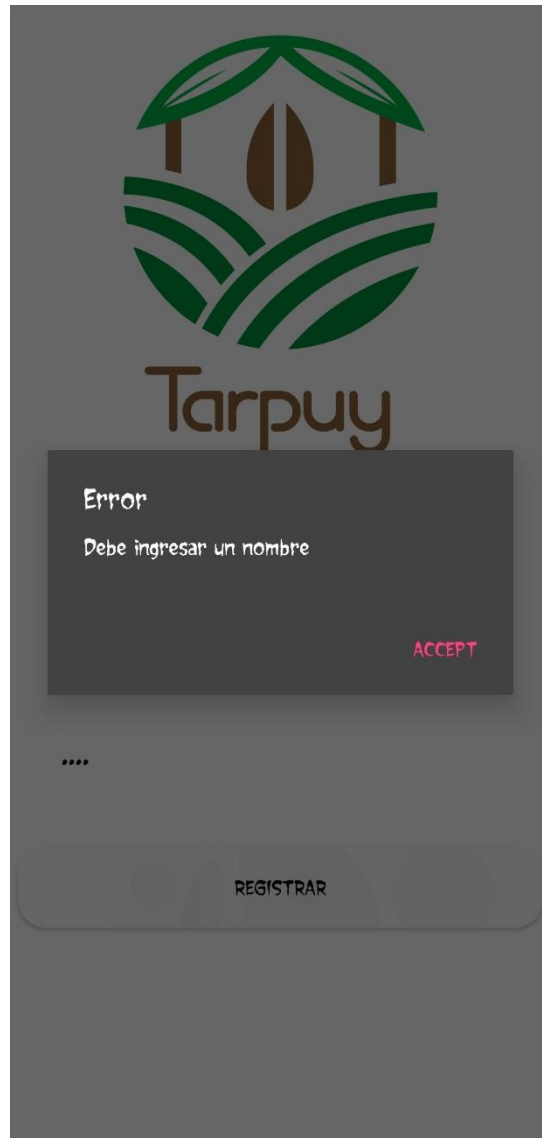 Tarpuy
Error
Debe ingresar un nombre
ACCEPT
....
REGISTRAR